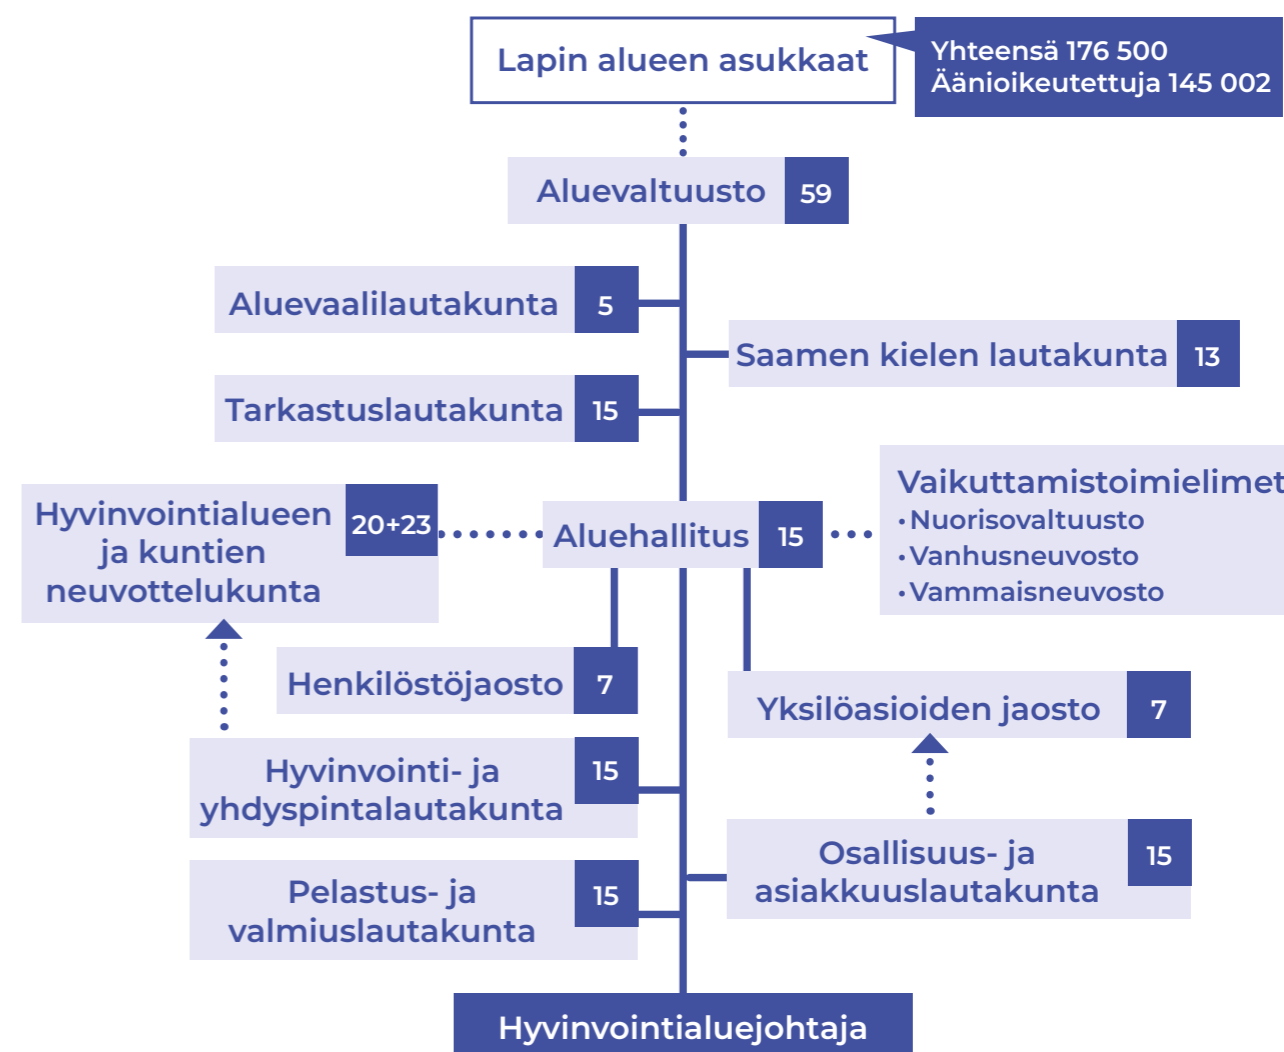 Lapin alueen asukkaat
Yhteensä 176 500
Äänioikeutettuja 145 002
Aluevaltuusto 59
Aluevaalilautakunta 5
Saamen kielen lautakunta 13
Tarkastuslautakunta 15
Hyvinvointialueen
ja kuntien
neuvottelukunta
20+23
Aluehallitus 15
Vaikuttamistoimielimet
• Nuorisovaltuusto
• Vanhusneuvosto
• Vammaisneuvosto
Henkilöstöjaosto 7
Yksilöasioiden jaosto 7
Hyvinvointi- ja
yhdyspintalautakunta
15
Osallisuus- ja
asiakkuuslautakunta
15
Pelastus- ja
valmiuslautakunta
15
Hyvinvointialuejohtaja